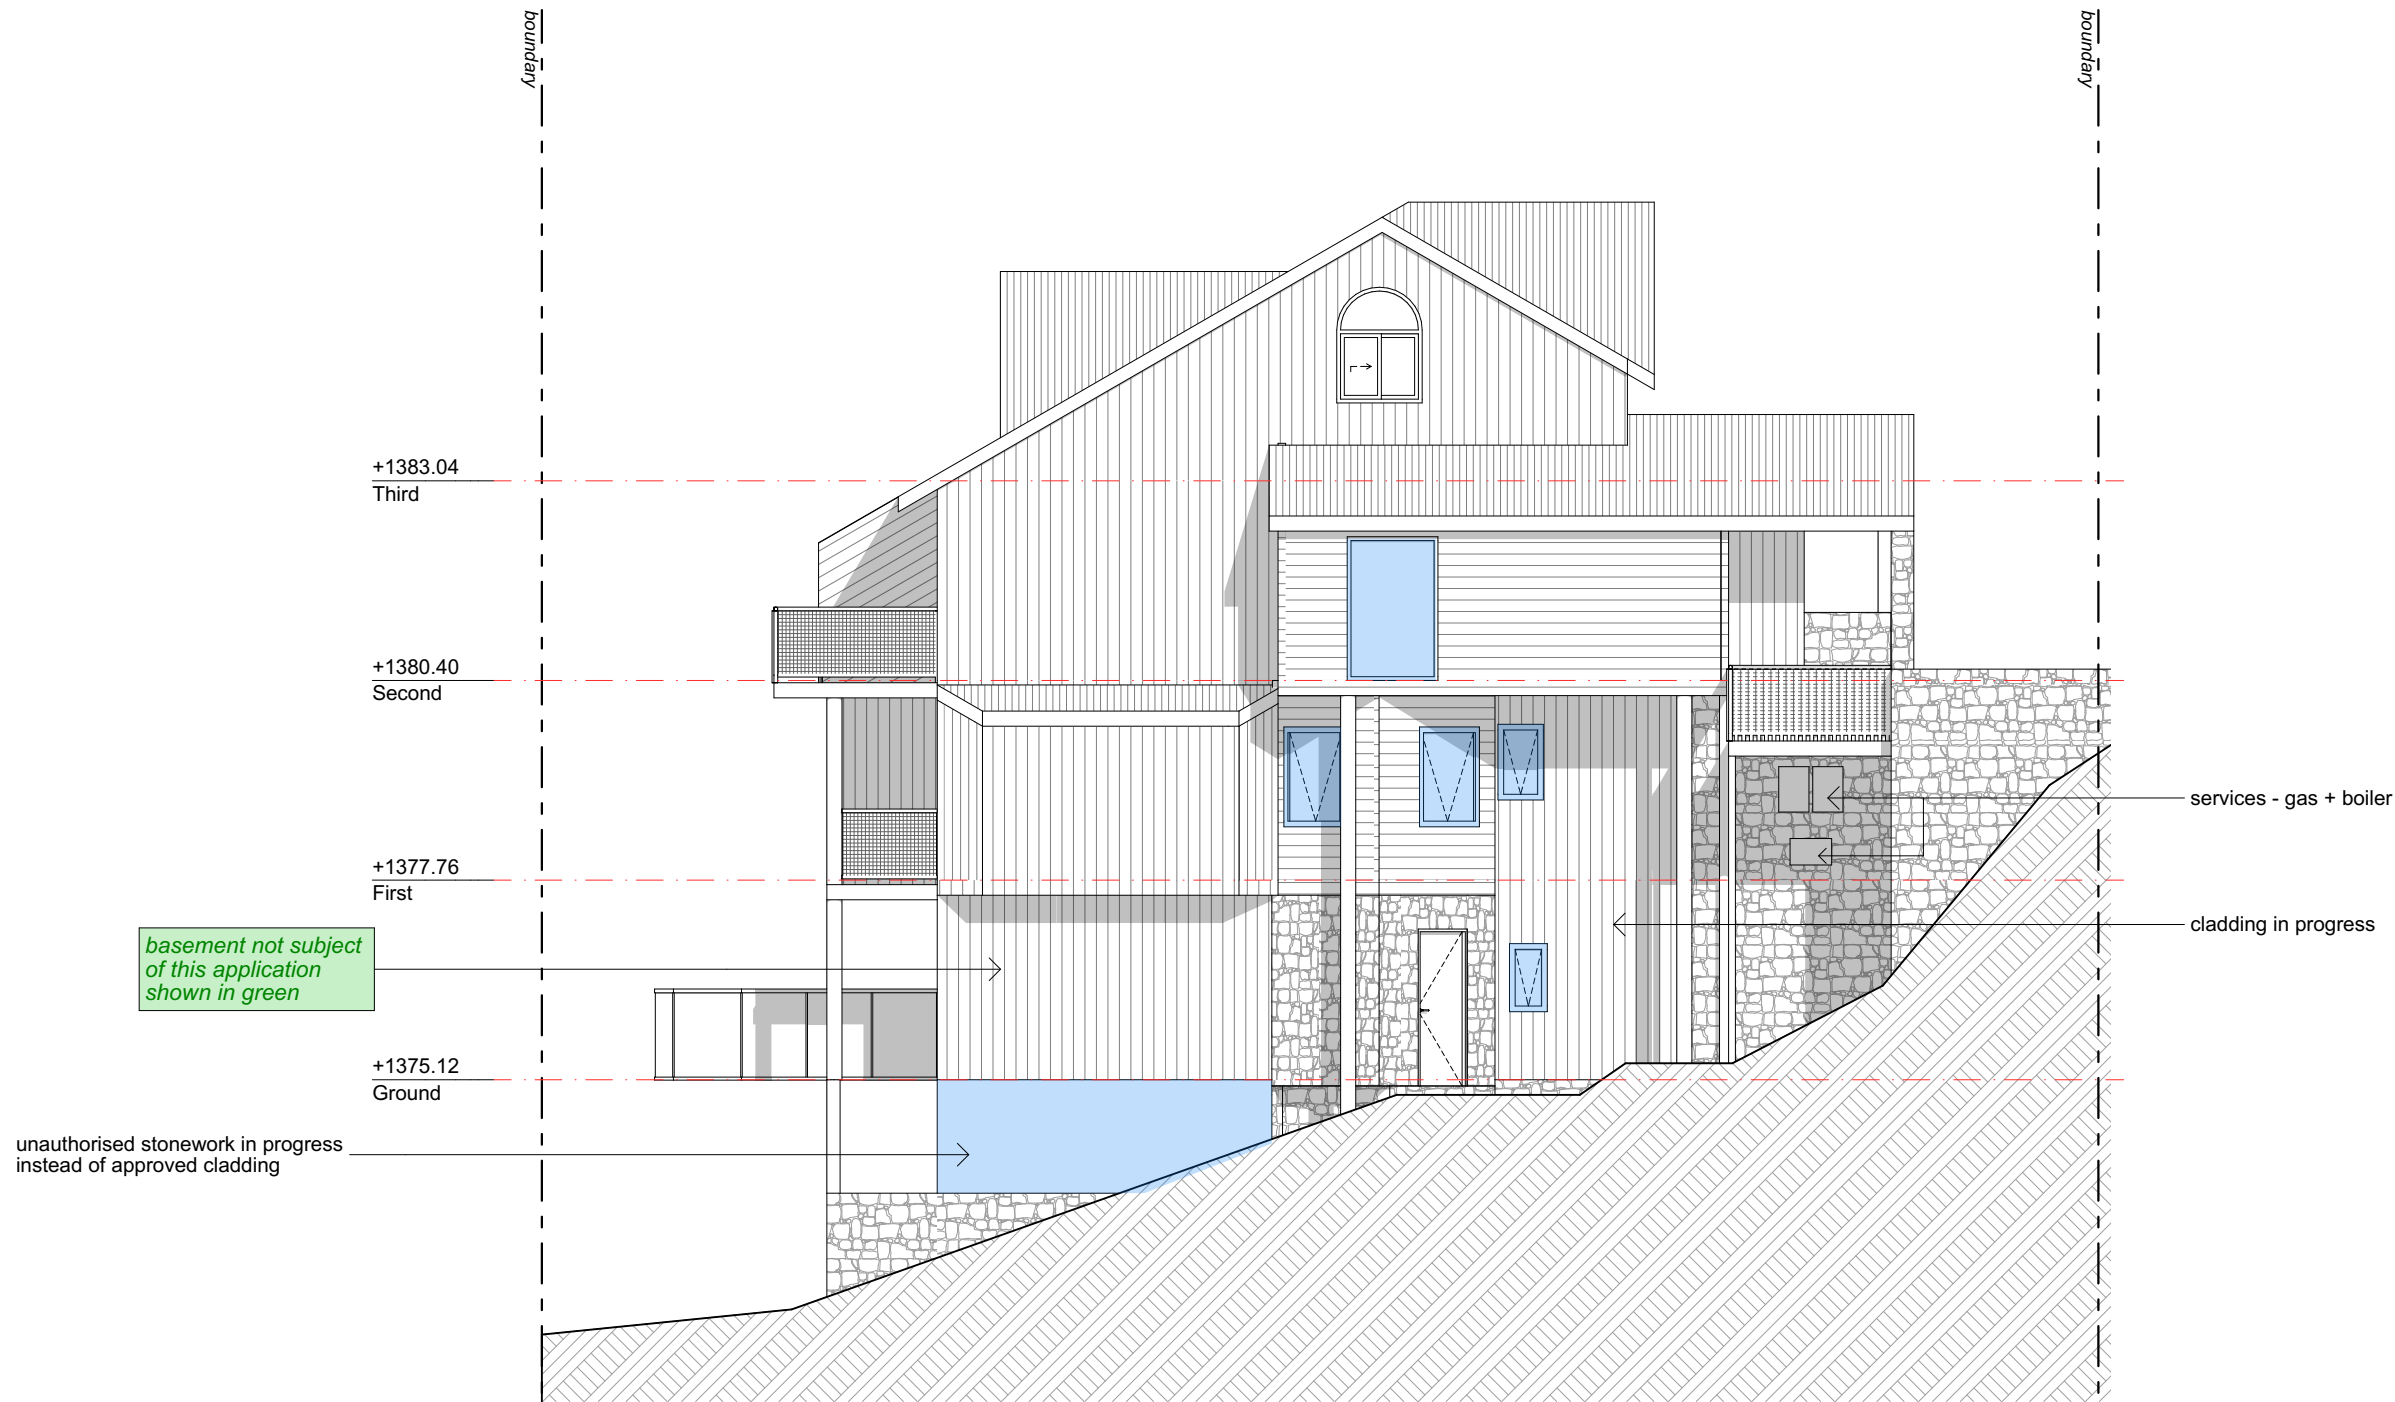 boundary
boundary
+1383.04
Third
+1380.40
Second
+1377.76
First
services - gas + boiler
cladding in progress
basement not subject
of this application
shown in green
+1375.12
Ground
unauthorised stonework in progress
instead of approved cladding